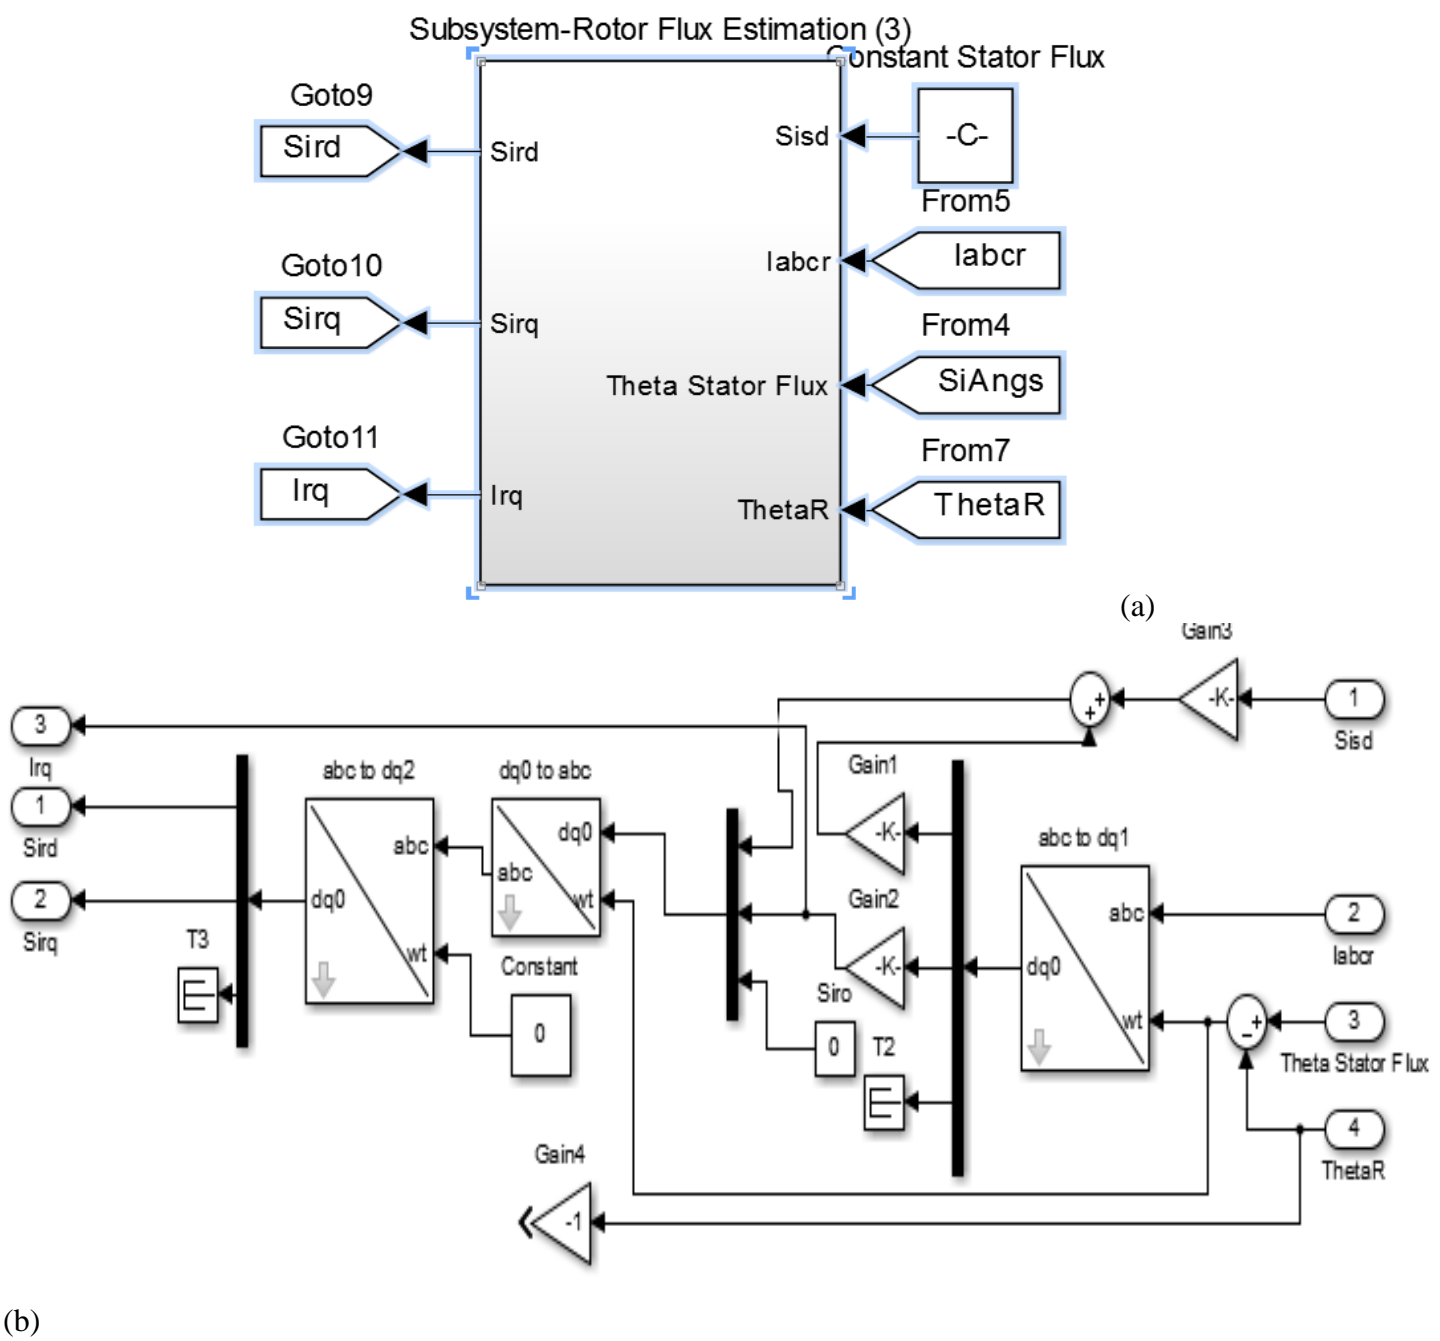 Subsystem-Rotor Flux Estimation (3)
Constant Stator Flux
Goto9
Sird
Sird
Sisd
-C-
From5
Iabcr
Iabcr
Goto10
Sirq
Sirq
From4
Theta Stator Flux
SiAngs
Goto11
Irq
Irq
From7
ThetaR
ThetaR
(a)
Gain3
-K-
1
Sisd
+
+
3
Irq
1
Sird
2
Sirq
T3
abc to dq2
abc
dq0
wt
dq0 to abc
dq0
abc
wt
Constant
0
Gain1
-K-
Gain2
-K-
Siro
0
T2
abc to dq1
abc
dq0
wt
2
Iabcr
+
−
3
Theta Stator Flux
4
ThetaR
Gain4
-1
(b)